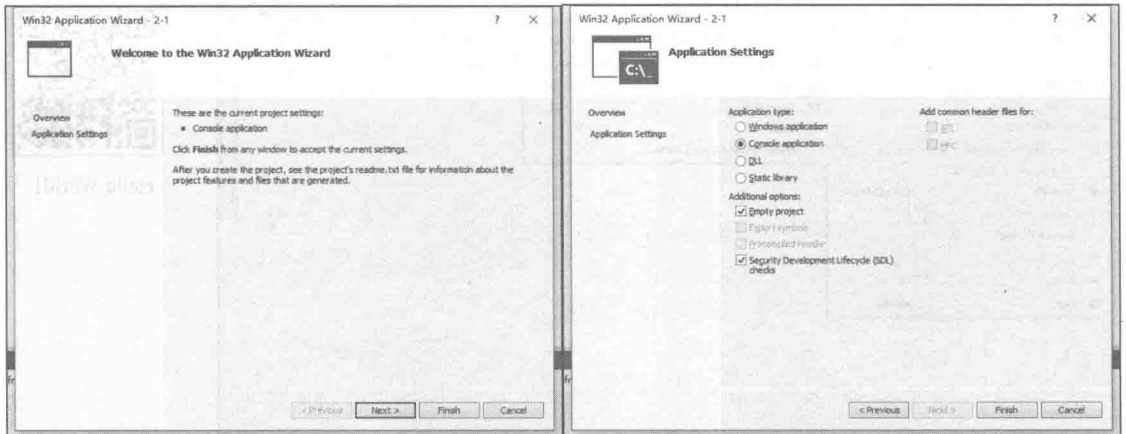 Win32 Application Wizard - 2-1
? ×
Welcome to the Win32 Application Wizard
Overview
Application Settings
These are the current project settings:
• Console application
Click Finish from any window to accept the current settings.
After you create the project, see the project's readme.txt file for information about the
project features and files that are generated.
< Previous
Next >
Finish
Cancel
Win32 Application Wizard - 2-1
? ×
C:\_
Application Settings
Overview
Application Settings
Application type:
Windows application
Console application
DLL
Static library
Additional options:
Empty project
Export symbols
Precompiled header
Security Development Lifecycle (SDL)
checks
Add common header files for:
ATL
MFC
< Previous
Next >
Finish
Cancel